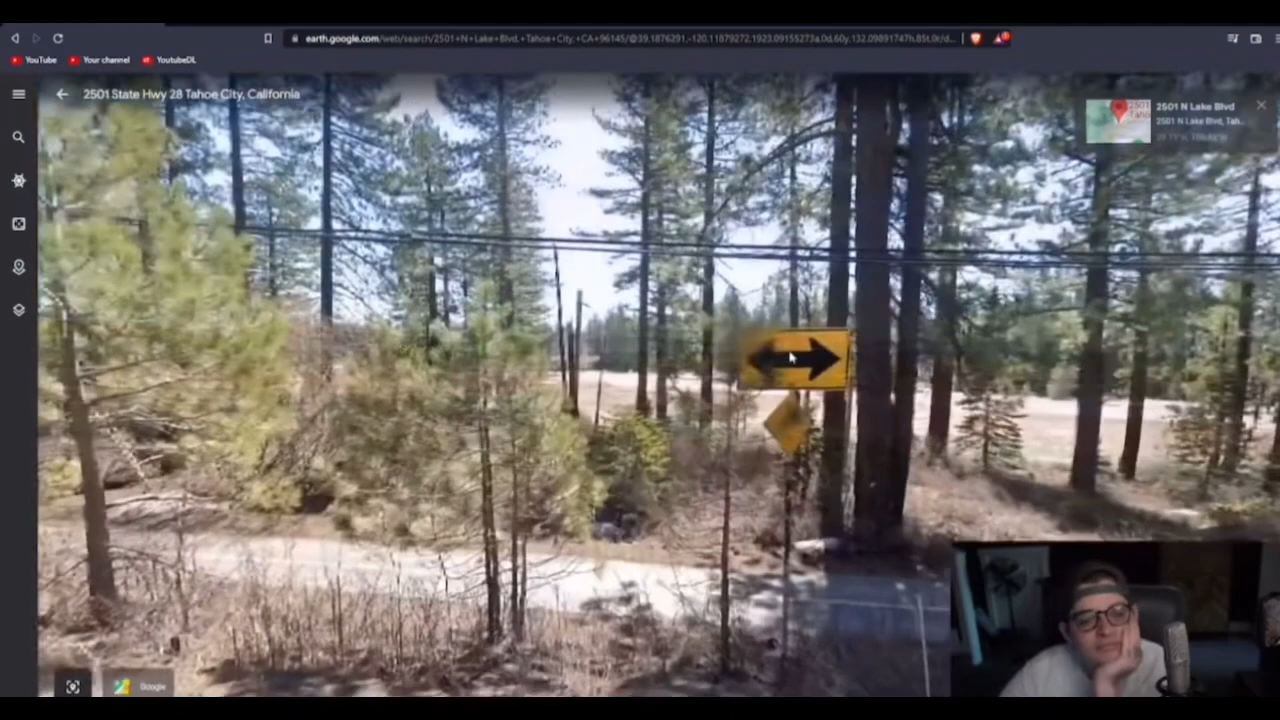 earth.google.com/web/search/2501+N+Lake+Blvd.+Tahoe+City,+CA+96145/@39.1876291,-120.11879272,1923.09155273a,0d,60y,132.09891747h,85t,0r/d...
YouTube Your channel YoutubeDL
2501 State Hwy 28 Tahoe City, California
2501 N Lake Blvd
2501 N Lake Blvd, Tah...
Google